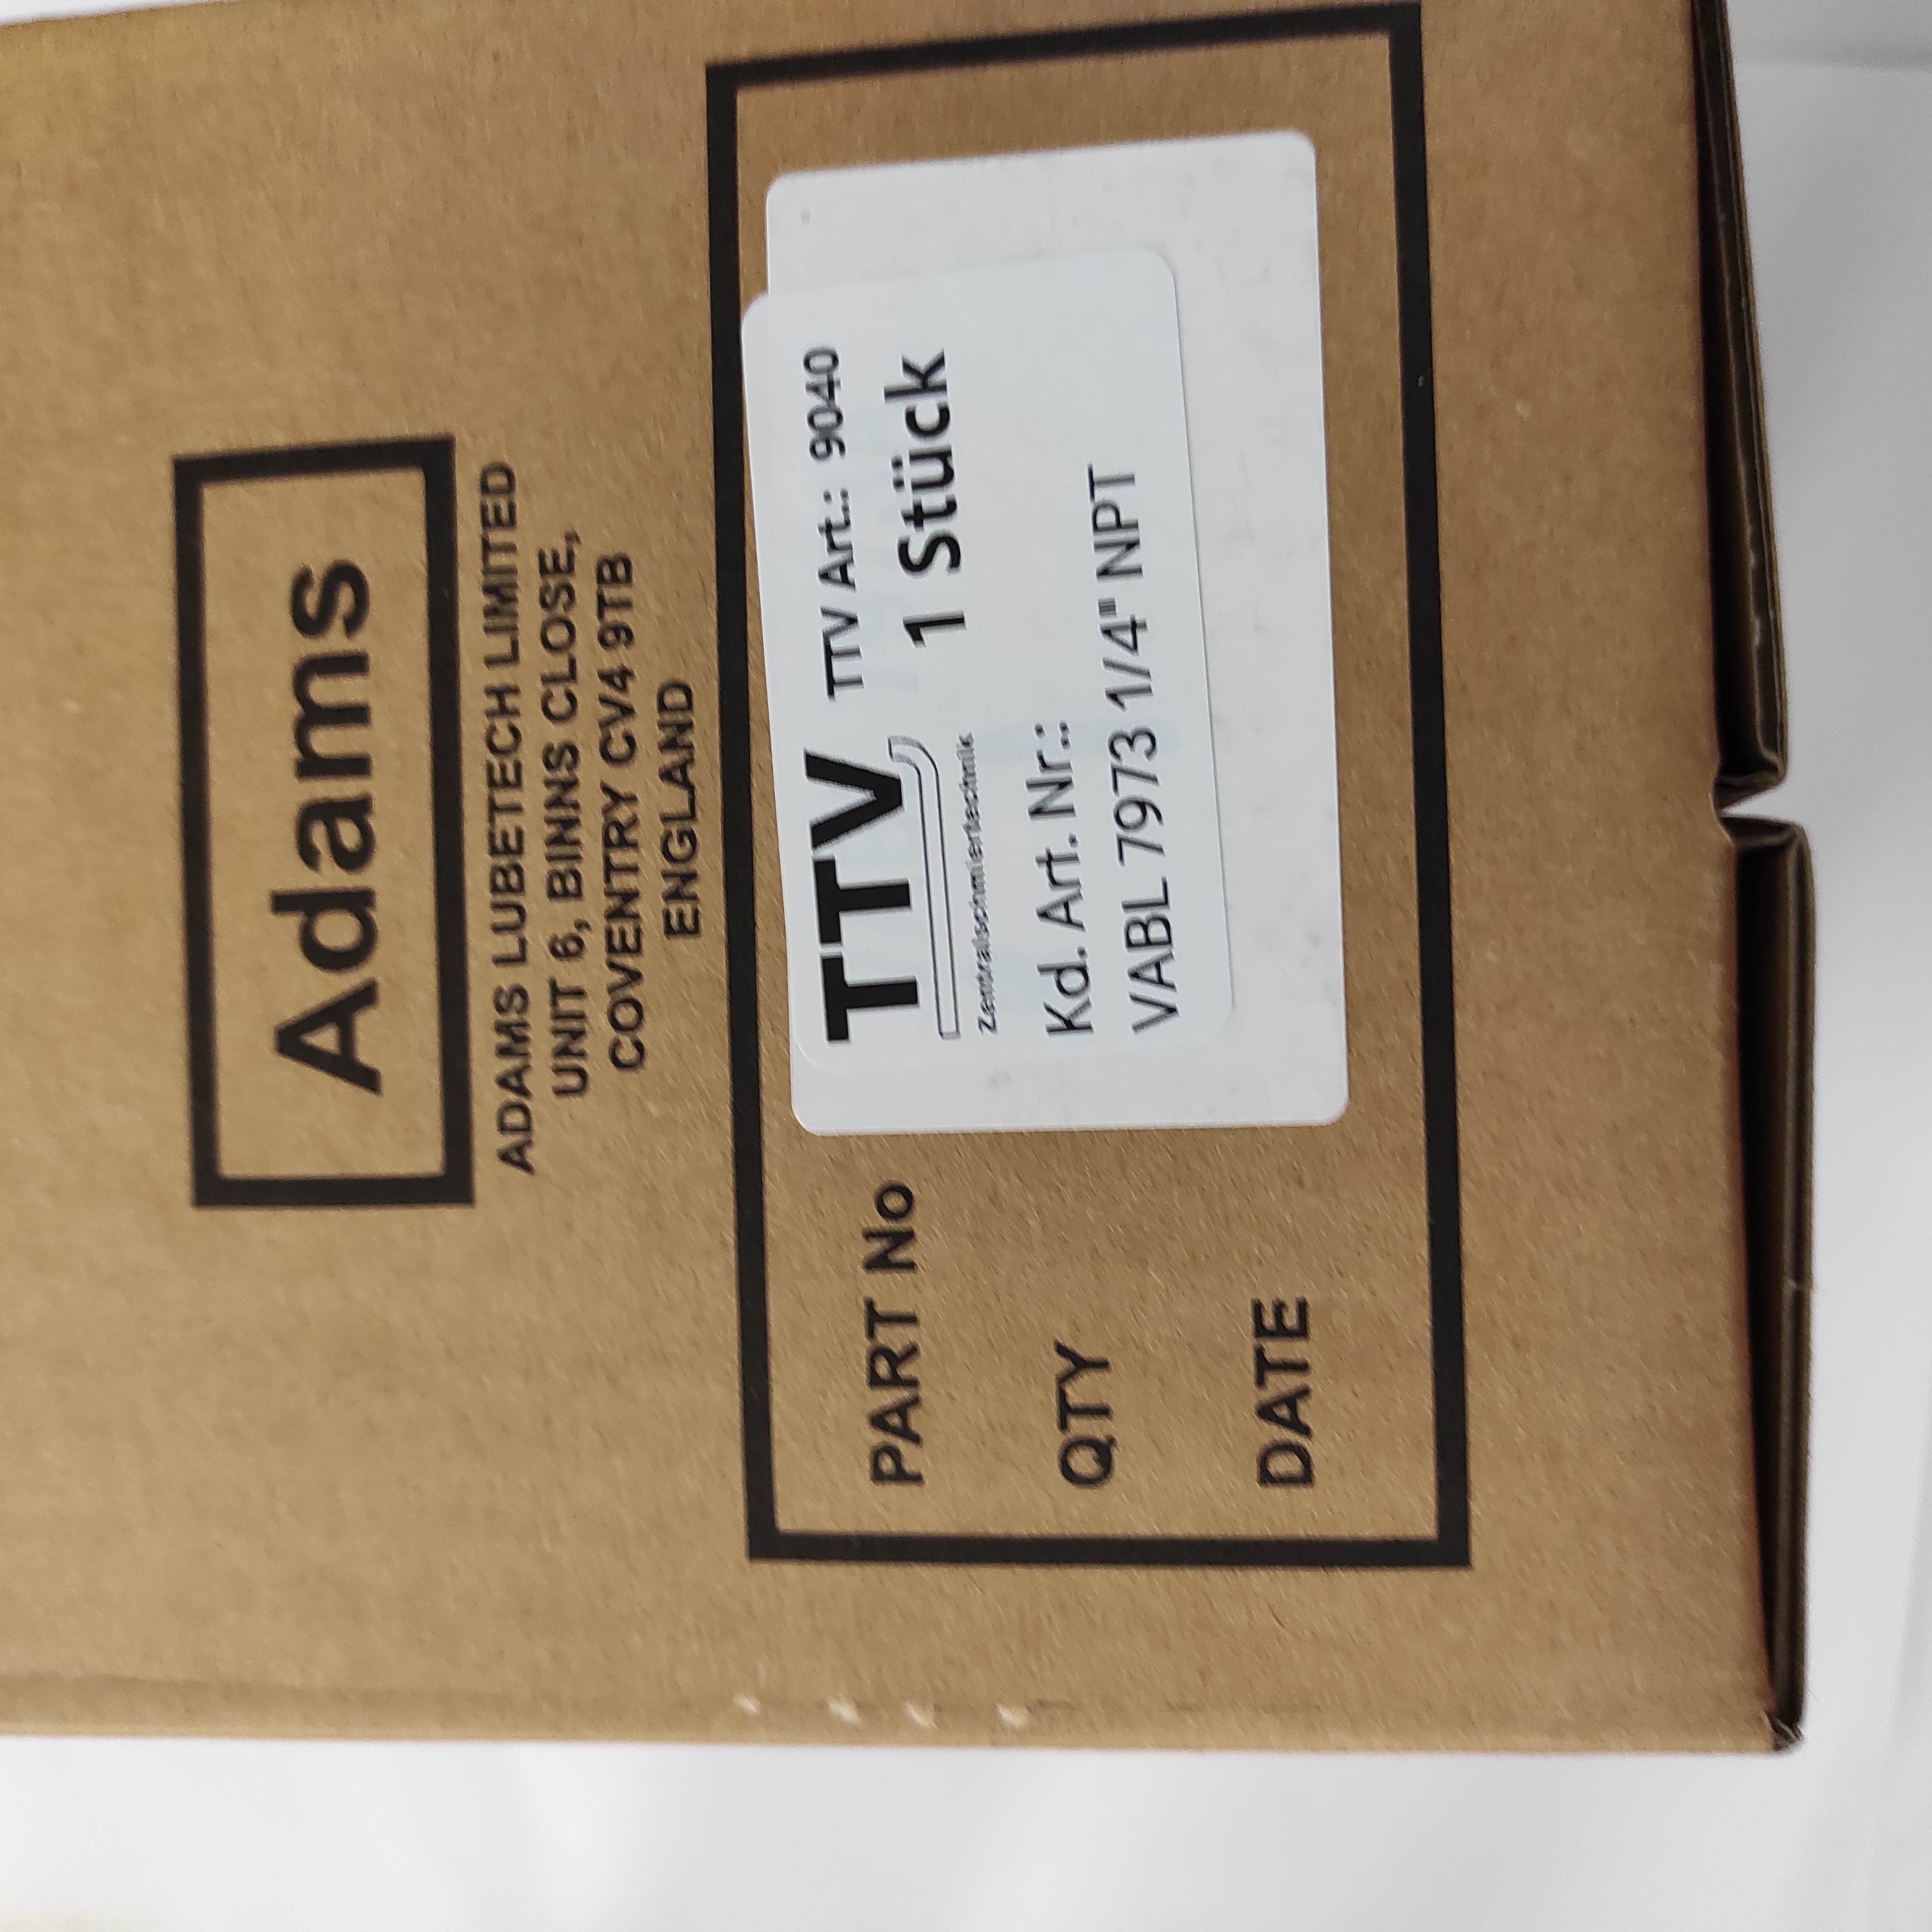 Adams
ADAMS LUBETECH LIMITED
UNIT 6, BINNS CLOSE,
COVENTRY CV4 9TB
ENGLAND
PART No
QTY
DATE
TTV TTV Art.: 9040
1 Stück
Zentralschmiertechnik
Kd. Art. Nr.:
VABL 7973 1/4" NPT